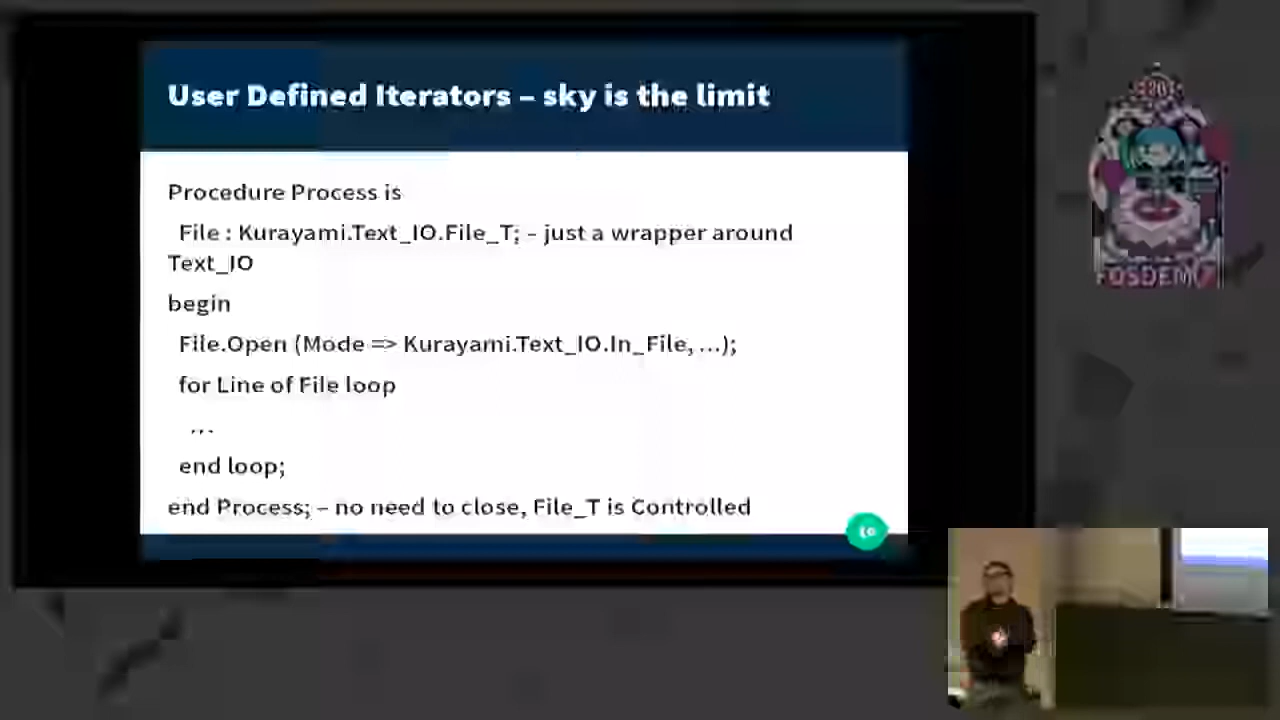 User Defined Iterators – sky is the limit
Procedure Process is
File : Kurayami.Text_IO.File_T; – just a wrapper around
Text_IO
begin
File.Open (Mode => Kurayami.Text_IO.In_File, ...);
for Line of File loop
...
end loop;
end Process; – no need to close, File_T is Controlled
FOSDEM